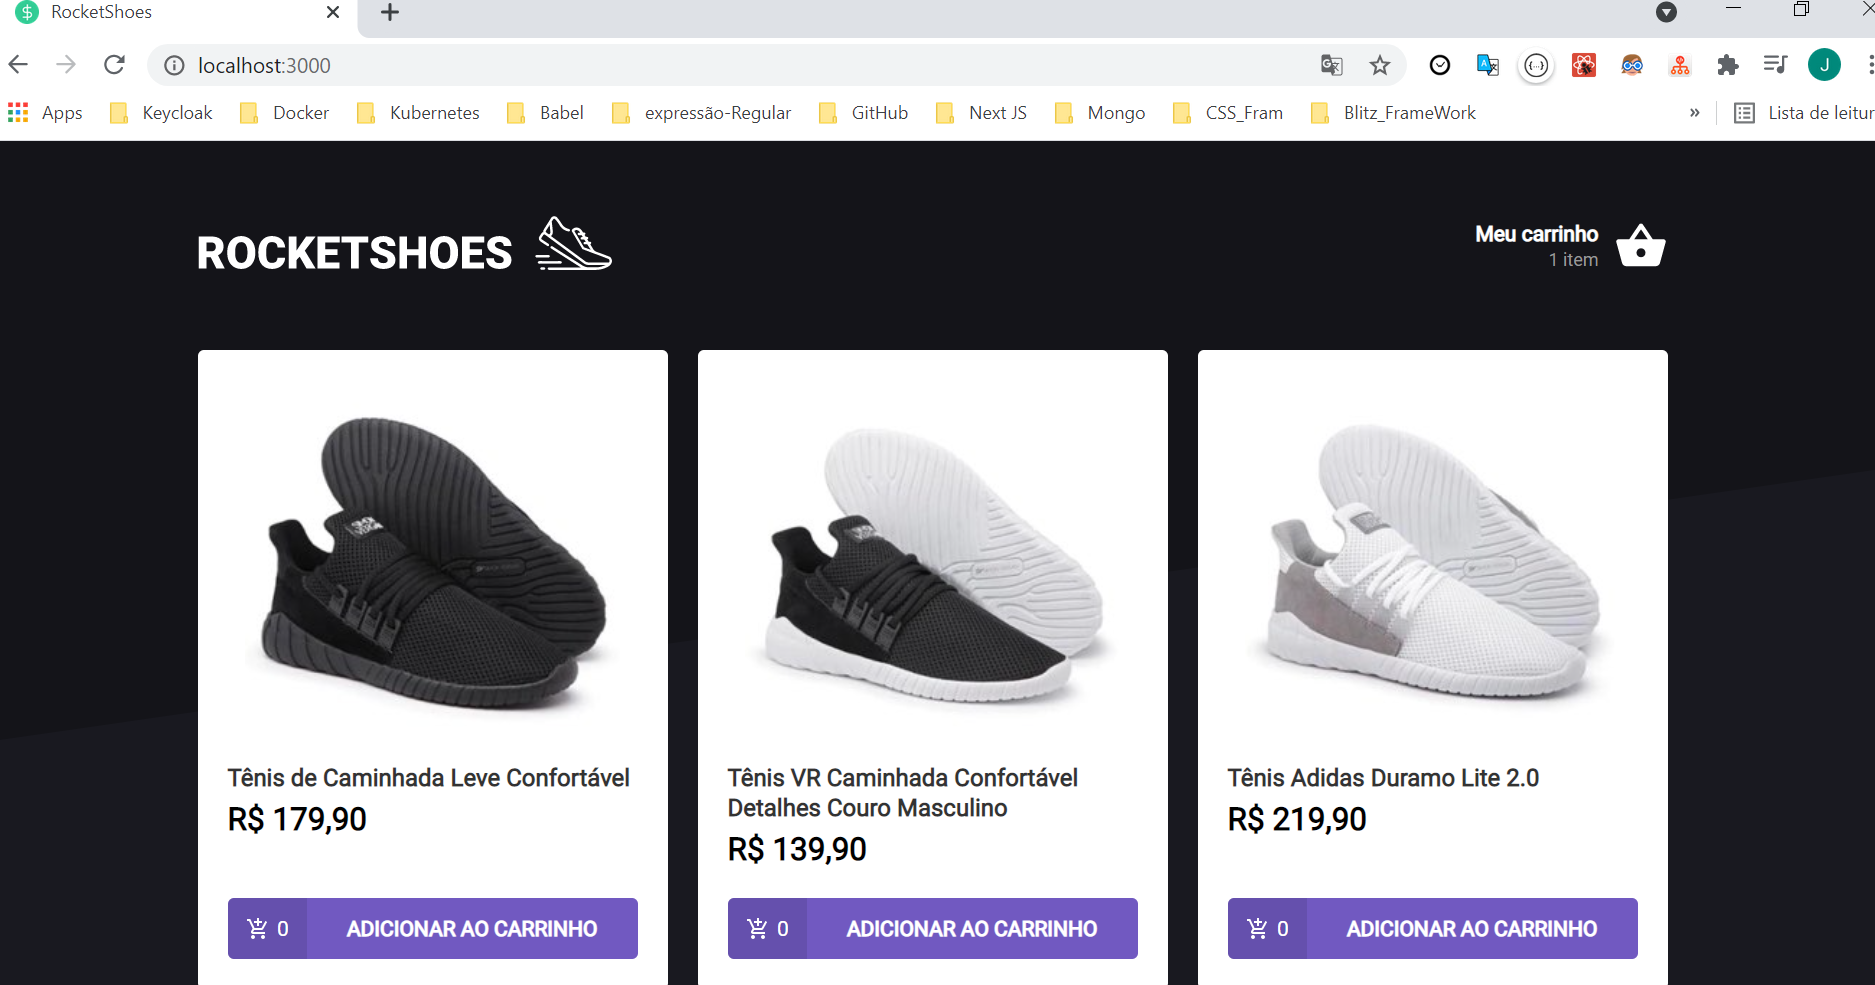 RocketShoes
localhost:3000
Apps Keycloak Docker Kubernetes Babel expressão-Regular GitHub Next JS Mongo CSS_Fram Blitz_FrameWork » Lista de leitur
J
ROCKETSHOES
Meu carrinho
1 item
Tênis de Caminhada Leve Confortável
R$ 179,90
0 ADICIONAR AO CARRINHO
Tênis VR Caminhada Confortável
Detalhes Couro Masculino
R$ 139,90
0 ADICIONAR AO CARRINHO
Tênis Adidas Duramo Lite 2.0
R$ 219,90
0 ADICIONAR AO CARRINHO